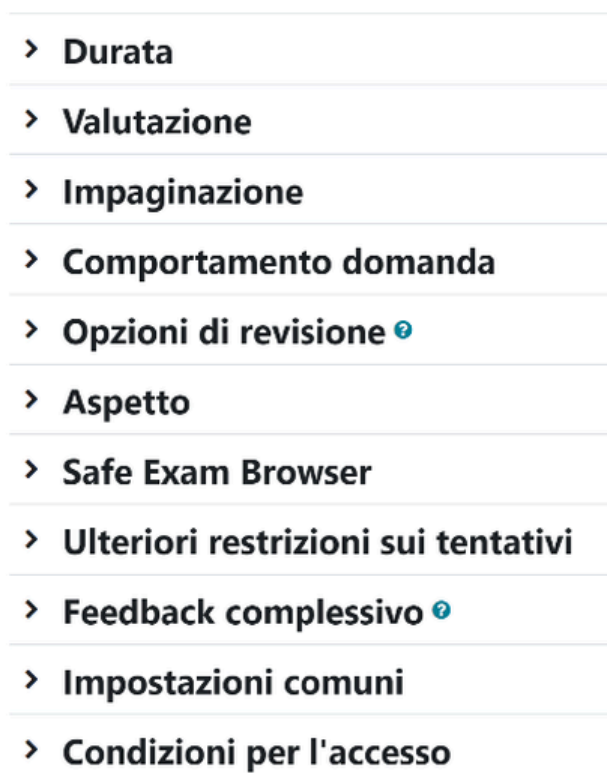 Durata
Valutazione
Impaginazione
Comportamento domanda
Opzioni di revisione
Aspetto
Safe Exam Browser
Ulteriori restrizioni sui tentativi
Feedback complessivo
Impostazioni comuni
Condizioni per l'accesso